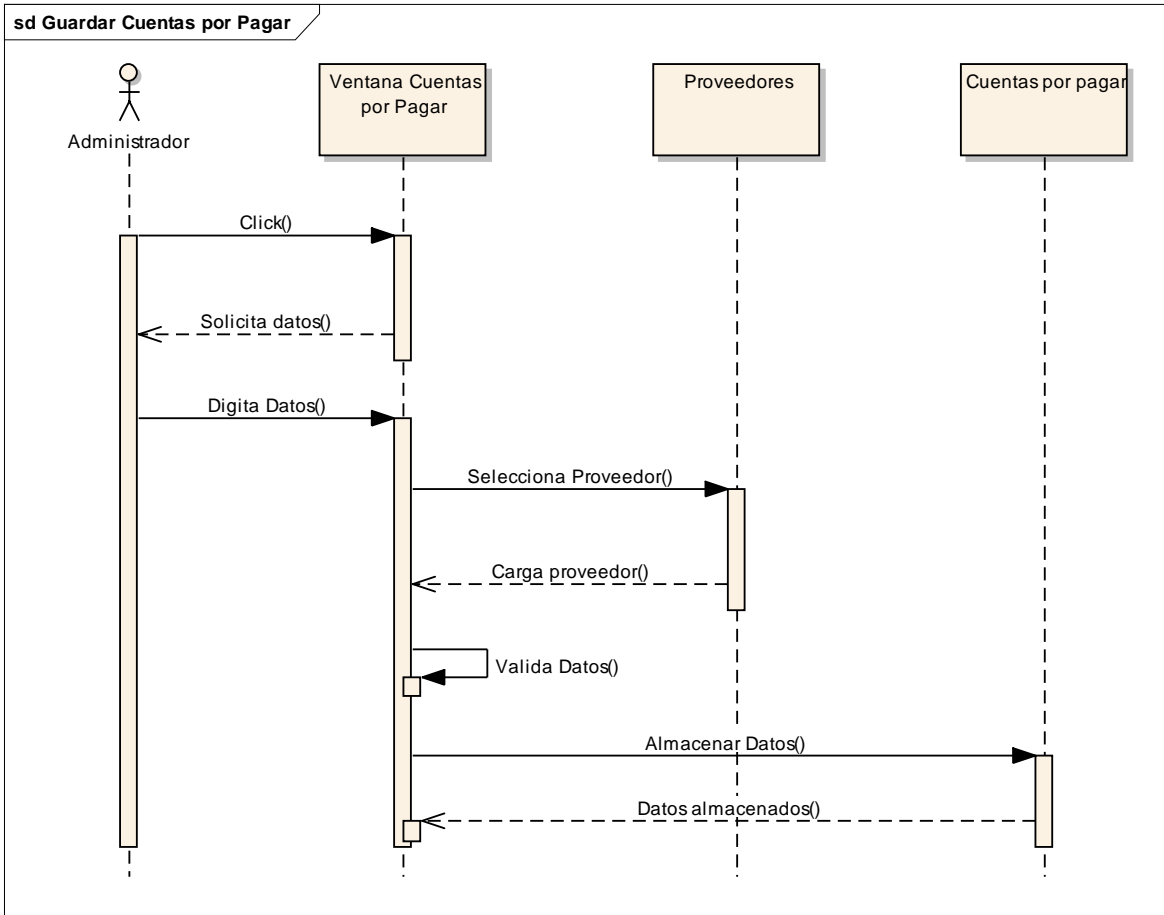 sd Guardar Cuentas por Pagar
Administrador
Ventana Cuentas
por Pagar
Proveedores
Cuentas por pagar
Click()
Solicita datos()
Digita Datos()
Selecciona Proveedor()
Carga proveedor()
Valida Datos()
Almacenar Datos()
Datos almacenados()